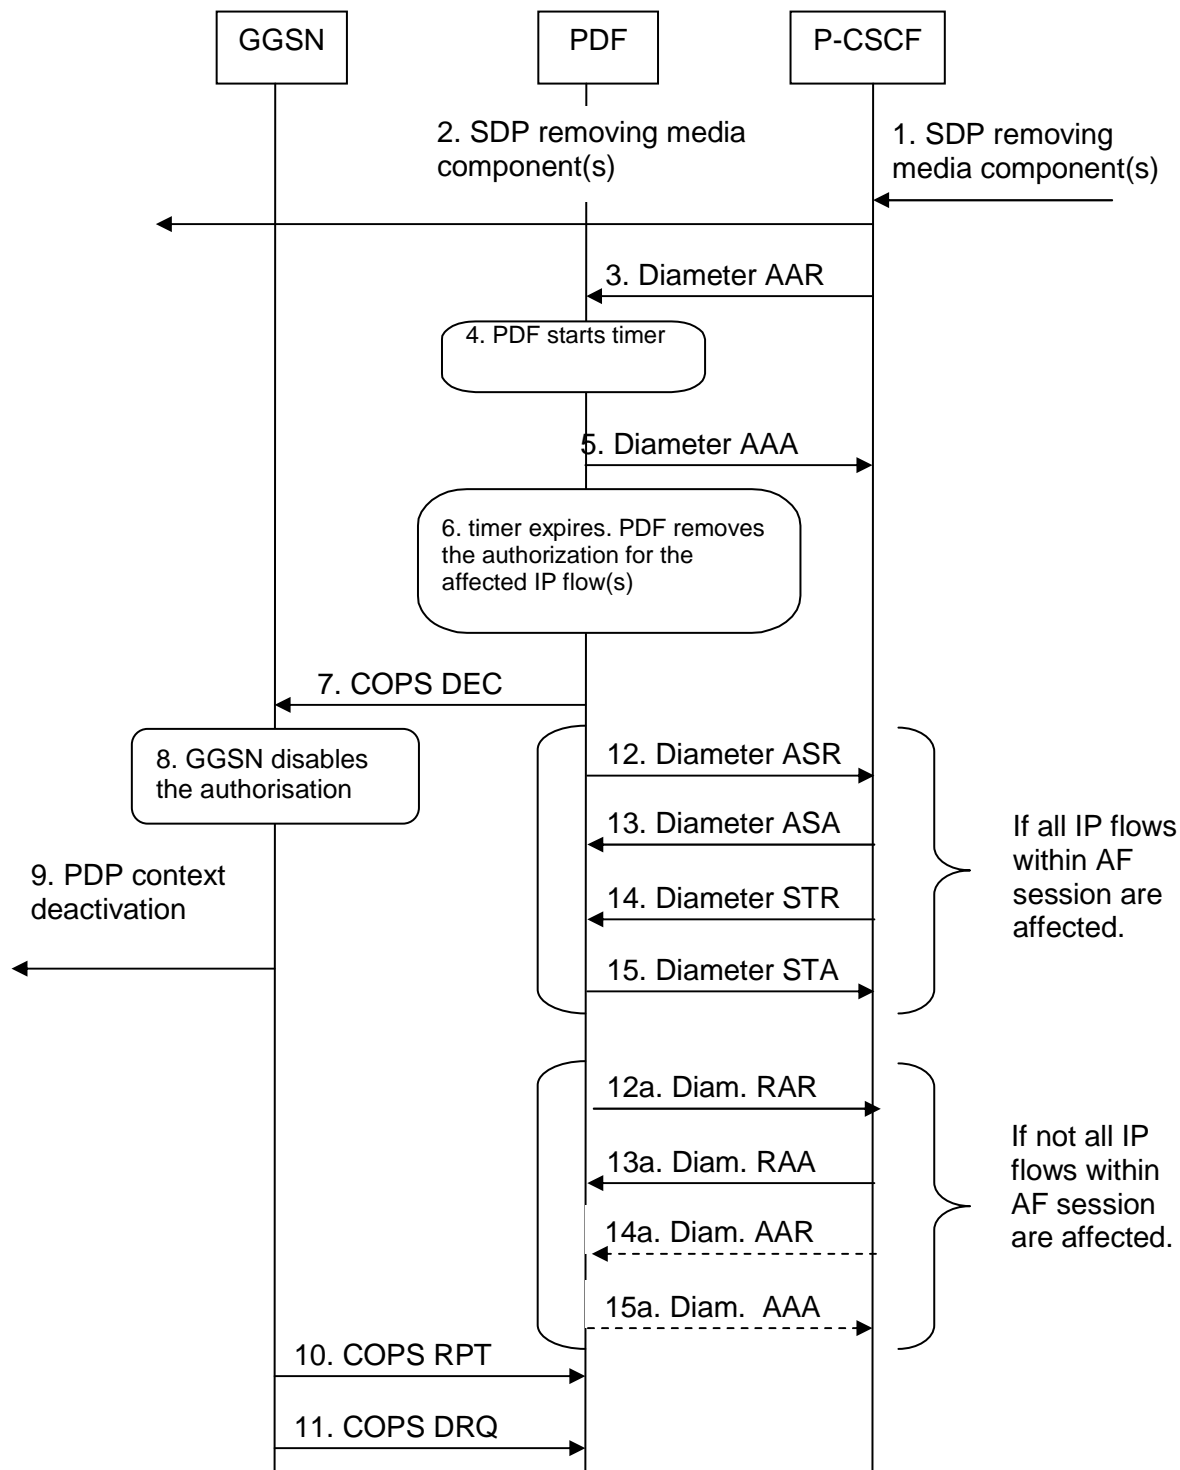 GGSN
PDF
P-CSCF
2. SDP removing media
component(s)
1. SDP removing
media component(s)
3. Diameter AAR
4. PDF starts timer
5. Diameter AAA
6. timer expires. PDF removes
the authorization for the
affected IP flow(s)
7. COPS DEC
8. GGSN disables
the authorisation
12. Diameter ASR
13. Diameter ASA
If all IP flows
within AF
session are
affected.
9. PDP context
deactivation
14. Diameter STR
15. Diameter STA
12a. Diam. RAR
13a. Diam. RAA
If not all IP
flows within
AF session
are affected.
14a. Diam. AAR
15a. Diam. AAA
10. COPS RPT
11. COPS DRQ